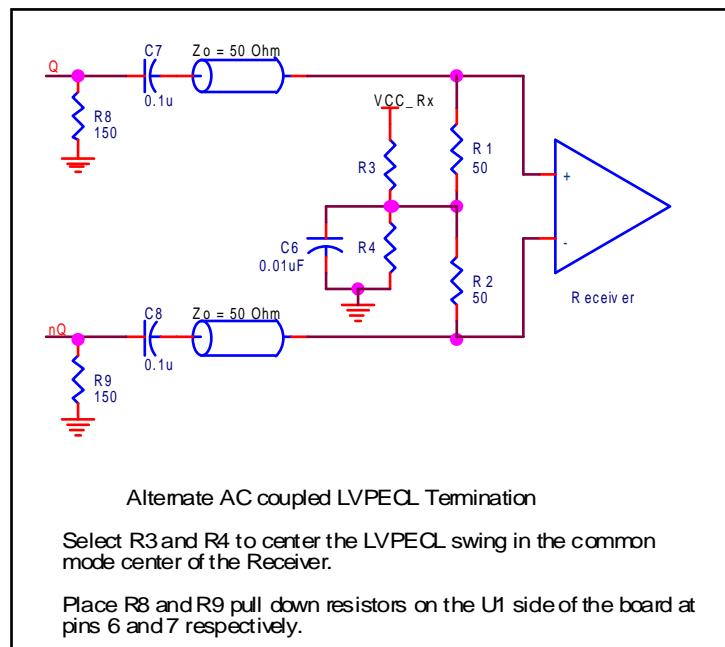 Q
C7
Zo = 50 Ohm
0.1u
R8
150
VCC_Rx
R3
R1
50
+
C6
0.01uF
R4
-
R2
50
Receiver
nQ
C8
Zo = 50 Ohm
0.1u
R9
150
Alternate AC coupled LVPECL Termination
Select R3 and R4 to center the LVPECL swing in the common
mode center of the Receiver.
Place R8 and R9 pull down resistors on the U1 side of the board at
pins 6 and 7 respectively.